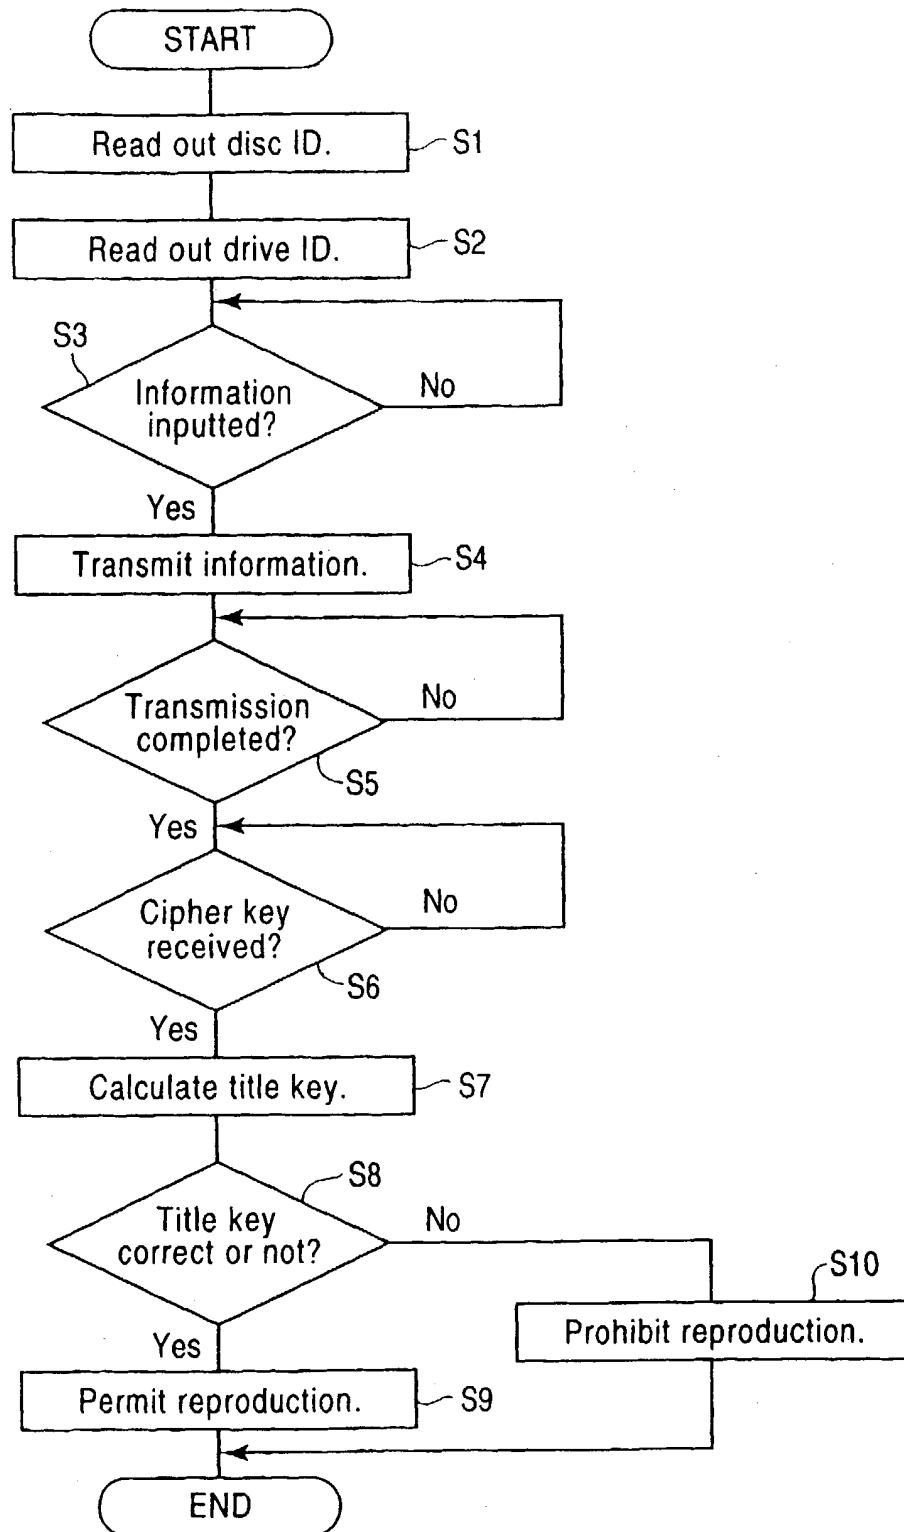 START
Read out disc ID.
S1
Read out drive ID.
S2
S3
Information
inputted?
No
Yes
Transmit information.
S4
Transmission
completed?
No
S5
Yes
Cipher key
received?
No
S6
Yes
Calculate title key.
S7
S8
Title key
correct or not?
No
S10
Prohibit reproduction.
Yes
Permit reproduction.
S9
END